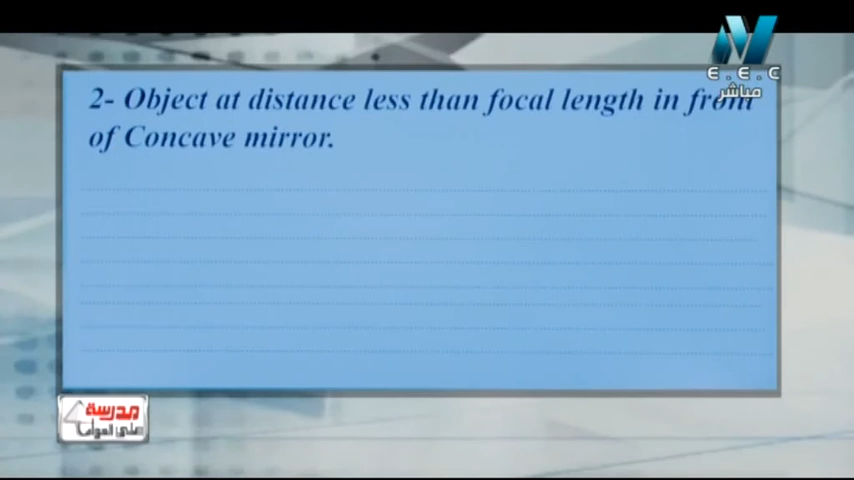 E.E.C
مباشر
2- Object at distance less than focal length in front
of Concave mirror.
مدرسة
على الهواء